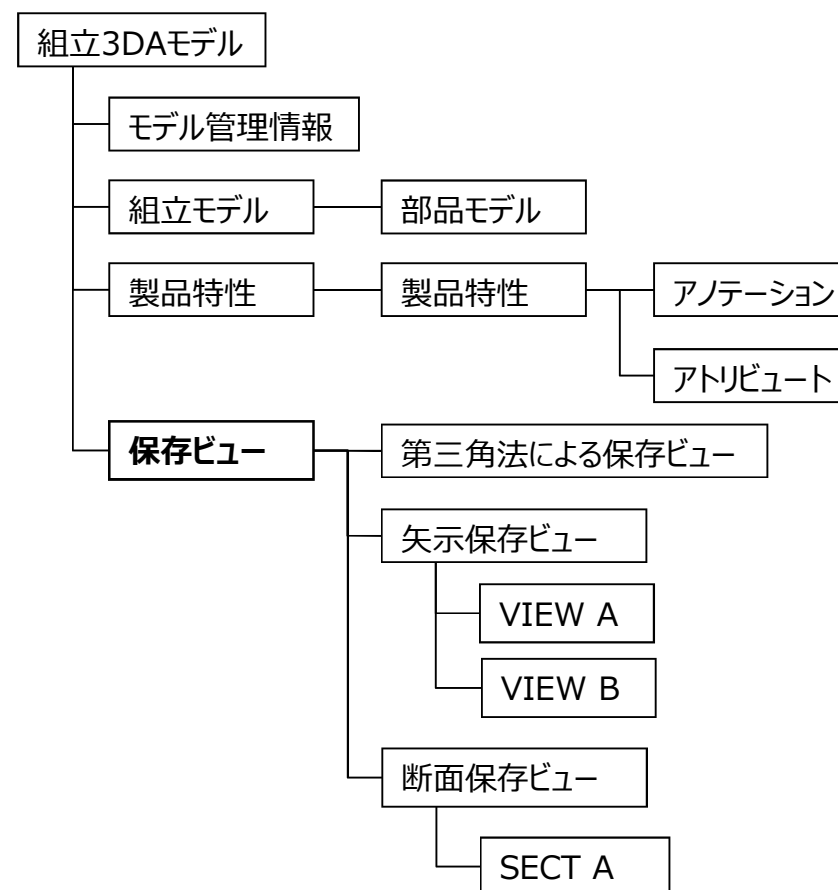 組立3DAモデル
モデル管理情報
組立モデル
部品モデル
製品特性
製品特性
アノテーション
アトリビュート
保存ビュー
第三角法による保存ビュー
矢示保存ビュー
VIEW A
VIEW B
断面保存ビュー
SECT A